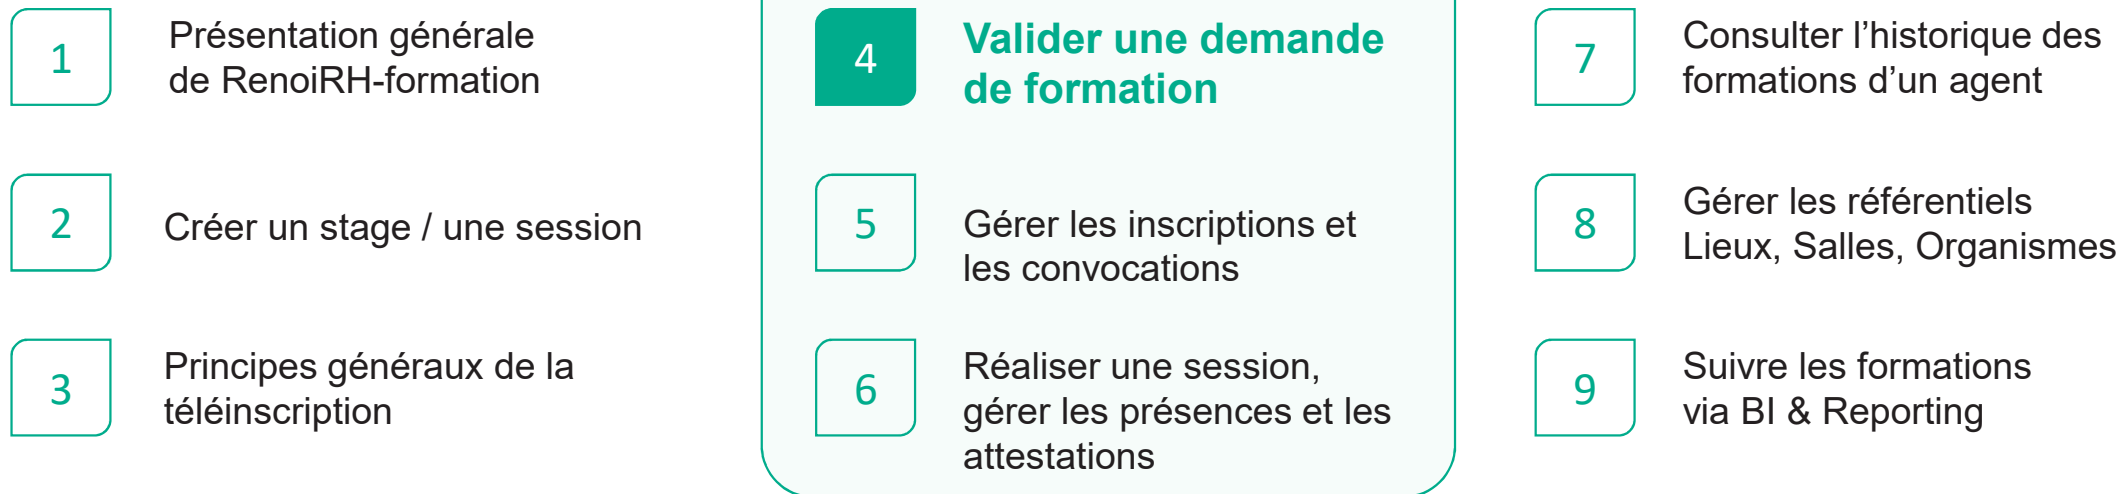 1
Présentation générale
de RenoiRH-formation
2
Créer un stage / une session
3
Principes généraux de la
téléinscription
4
Valider une demande
de formation
5
Gérer les inscriptions et
les convocations
6
Réaliser une session,
gérer les présences et les
attestations
7
Consulter l’historique des
formations d’un agent
8
Gérer les référentiels
Lieux, Salles, Organismes
9
Suivre les formations
via BI & Reporting